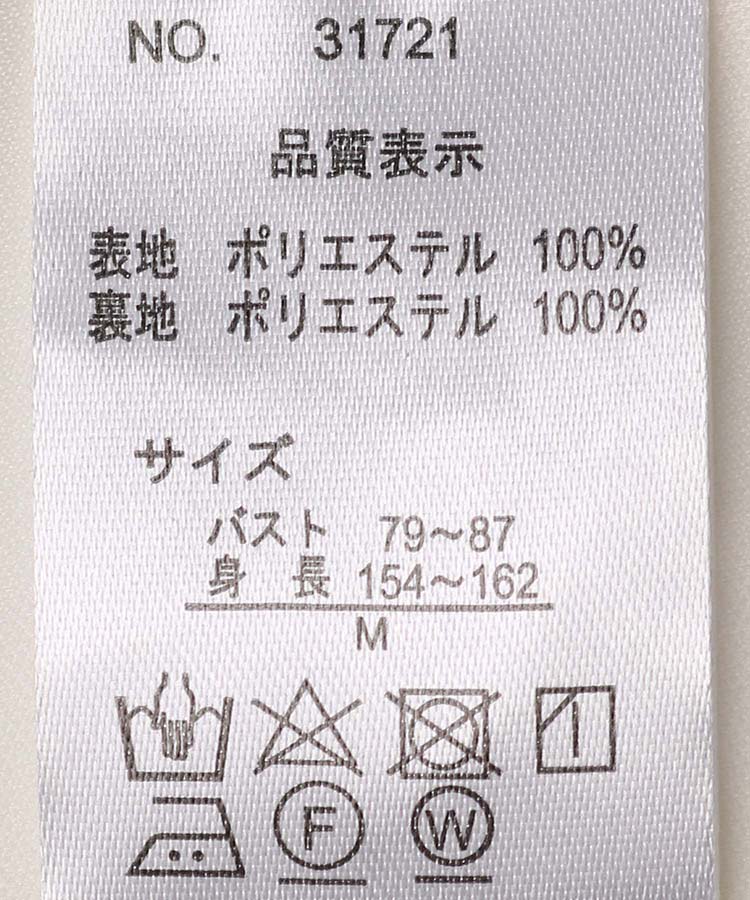 NO. 31721
品質表示
表地 ポリエステル 100%
裏地 ポリエステル 100%
サイズ
バスト 79～87
身 長 154～162
M
F W